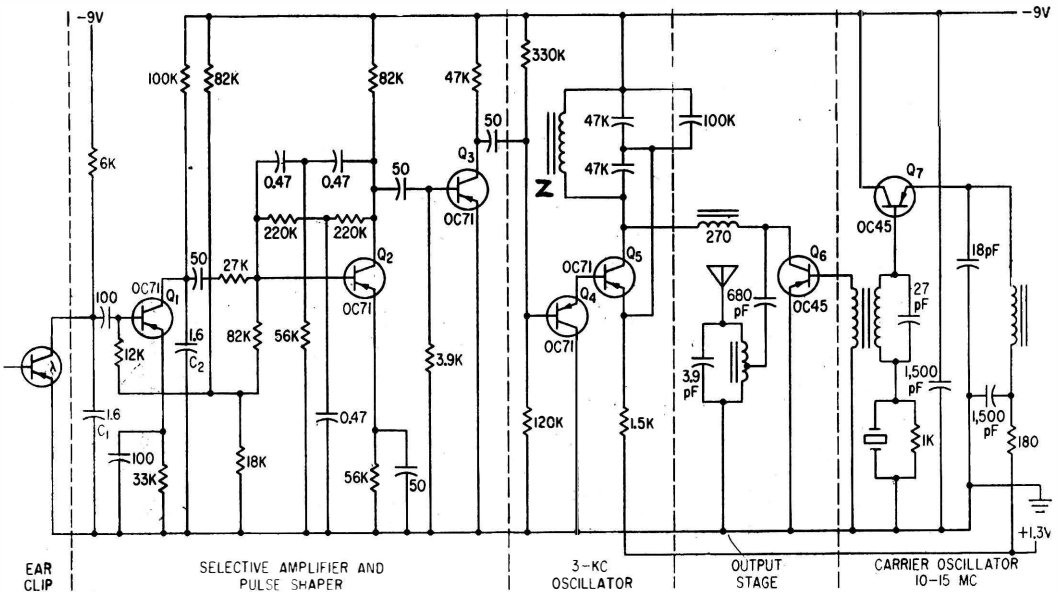 -9V
-9V
100K
82K
82K
47K
330K
50
47K
100K
47K
Z
Q3
OC71
6K
0.47
0.47
50
220K
220K
Q7
OC45
50
27K
Q2
OC71
270
Q5
OC71
Q4
OC71
Q6
OC45
680
pF
18pF
27
pF
100
OC71
Q1
12K
1.6
C2
82K
56K
3.9K
λ
3.9
pF
1,500
pF
1,500
pF
1.6
C1
100
33K
18K
0.47
56K
50
120K
1.5K
1K
180
+1.3V
EAR
CLIP
SELECTIVE AMPLIFIER AND
PULSE SHAPER
3-KC
OSCILLATOR
OUTPUT
STAGE
CARRIER OSCILLATOR
10-15 MC